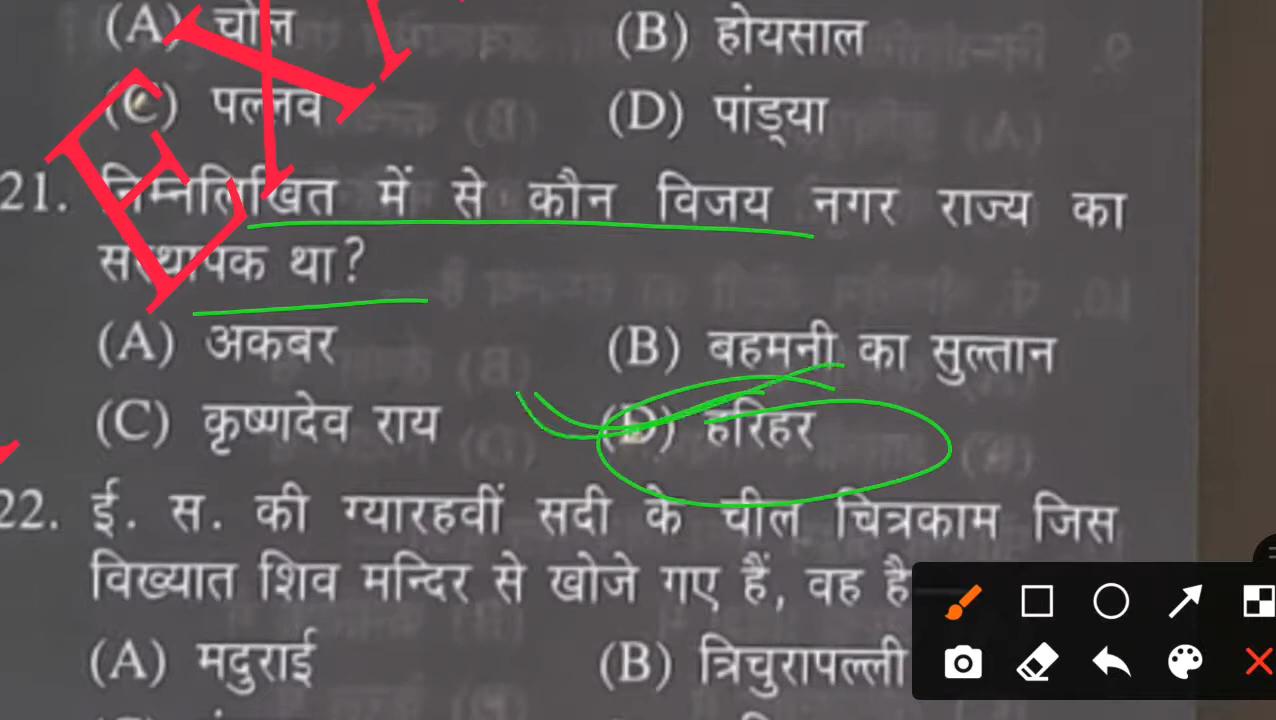 (A) चोल (B) होयसाल
(C) पल्लव (D) पांड्या
EX
21. निम्नलिखित में से कौन विजय नगर राज्य का
संस्थापक था?
(A) अकबर (B) बहमनी का सुल्तान
(C) कृष्णदेव राय (D) हरिहर
22. ई. स. की ग्यारहवीं सदी के चील चित्रकाम जिस
विख्यात शिव मन्दिर से खोजे गए हैं, वह है
(A) मदुराई (B) त्रिचुरापल्ली